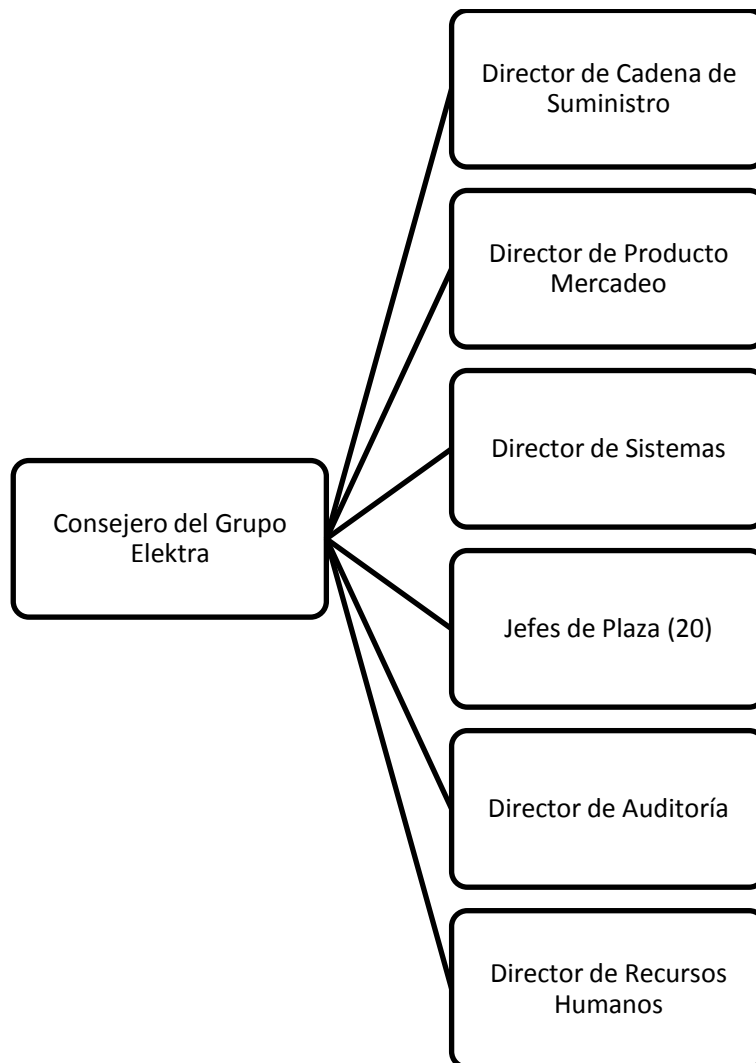 Director de Cadena de
Suministro
Director de Producto
Mercadeo
Director de Sistemas
Consejero del Grupo
Elektra
Jefes de Plaza (20)
Director de Auditoría
Director de Recursos
Humanos